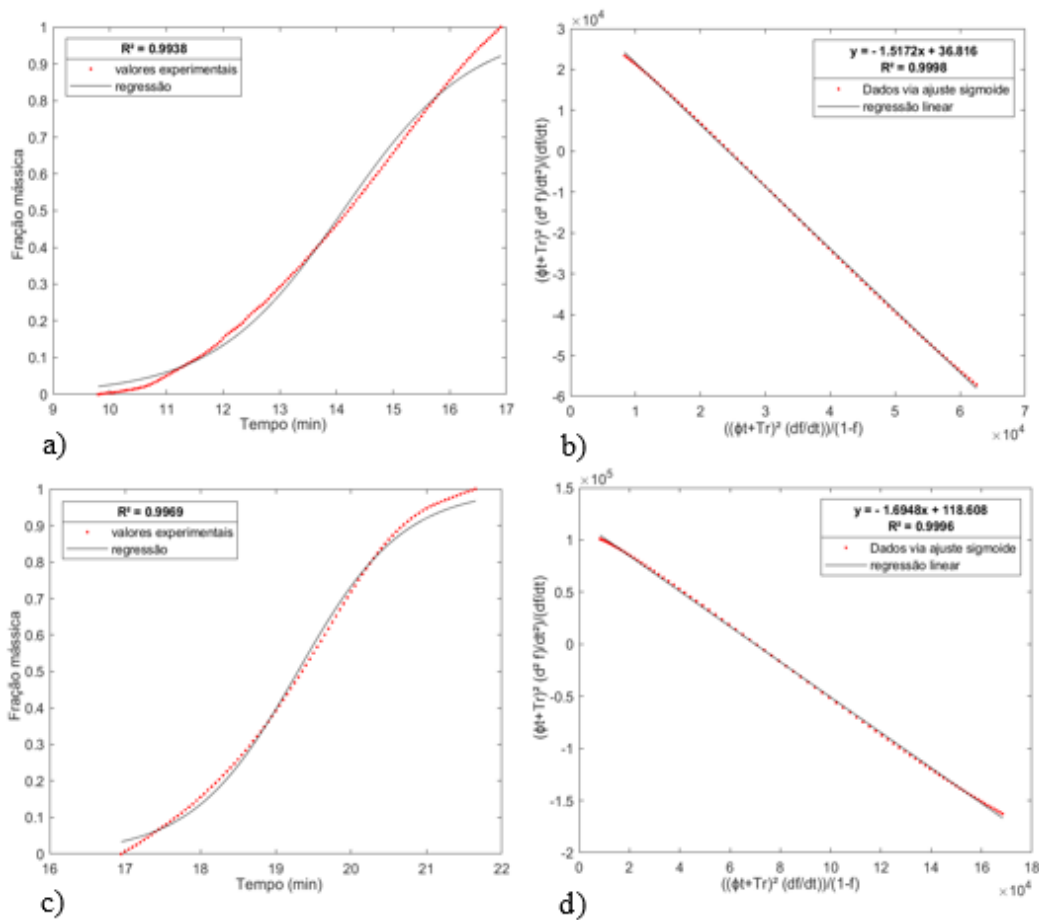 R² = 0.9938
valores experimentais
regressão
1
0.9
0.8
0.7
0.6
0.5
0.4
0.3
0.2
0.1
0
Fração mássica
9 10 11 12 13 14 15 16 17
Tempo (min)
a)
×10⁴
y = - 1.5172x + 36.816
R² = 0.9998
Dados via ajuste sigmoide
regressão linear
3
2
1
0
-1
-2
-3
-4
-5
-6
(ϕt+Tr)² (d² f)/dt²)/(df/dt)
0 1 2 3 4 5 6 7
×10⁴
((ϕt+Tr)² (df/dt))/(1-f)
b)
R² = 0.9969
valores experimentais
regressão
1
0.9
0.8
0.7
0.6
0.5
0.4
0.3
0.2
0.1
0
Fração mássica
16 17 18 19 20 21 22
Tempo (min)
c)
×10⁵
y = - 1.6948x + 118.608
R² = 0.9996
Dados via ajuste sigmoide
regressão linear
1.5
1
0.5
0
-0.5
-1
-1.5
-2
(ϕt+Tr)² (d² f)/dt²)/(df/dt)
0 2 4 6 8 10 12 14 16 18
×10⁴
((ϕt+Tr)² (df/dt))/(1-f)
d)